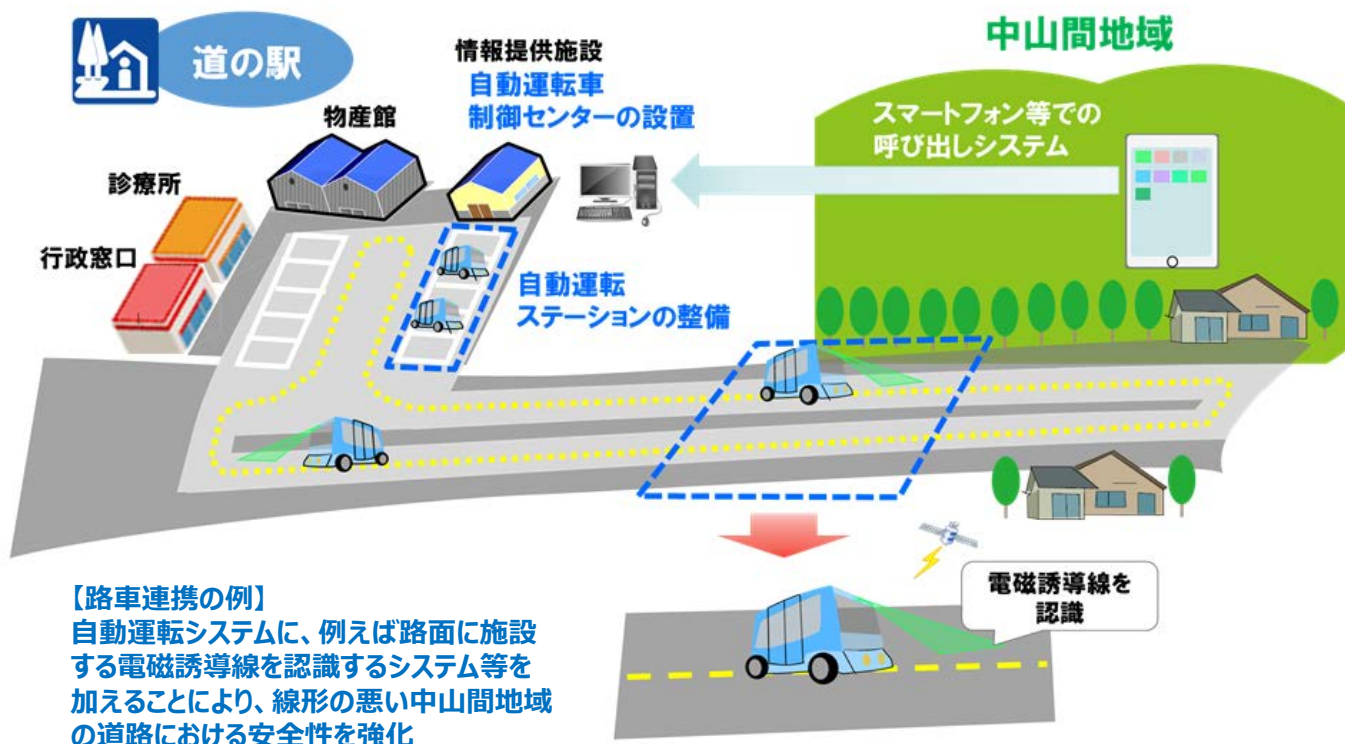 道の駅
情報提供施設
自動運転車
制御センターの設置
中山間地域
スマートフォン等での
呼び出しシステム
物産館
診療所
行政窓口
自動運転
ステーションの整備
電磁誘導線を
認識
【路車連携の例】
自動運転システムに、例えば路面に施設
する電磁誘導線を認識するシステム等を
加えることにより、線形の悪い中山間地域
の道路における安全性を強化